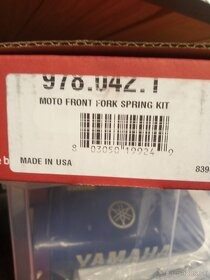 978.042.1
MOTO FRONT FORK SPRING KIT
MADE IN USA
839
YAMAHA